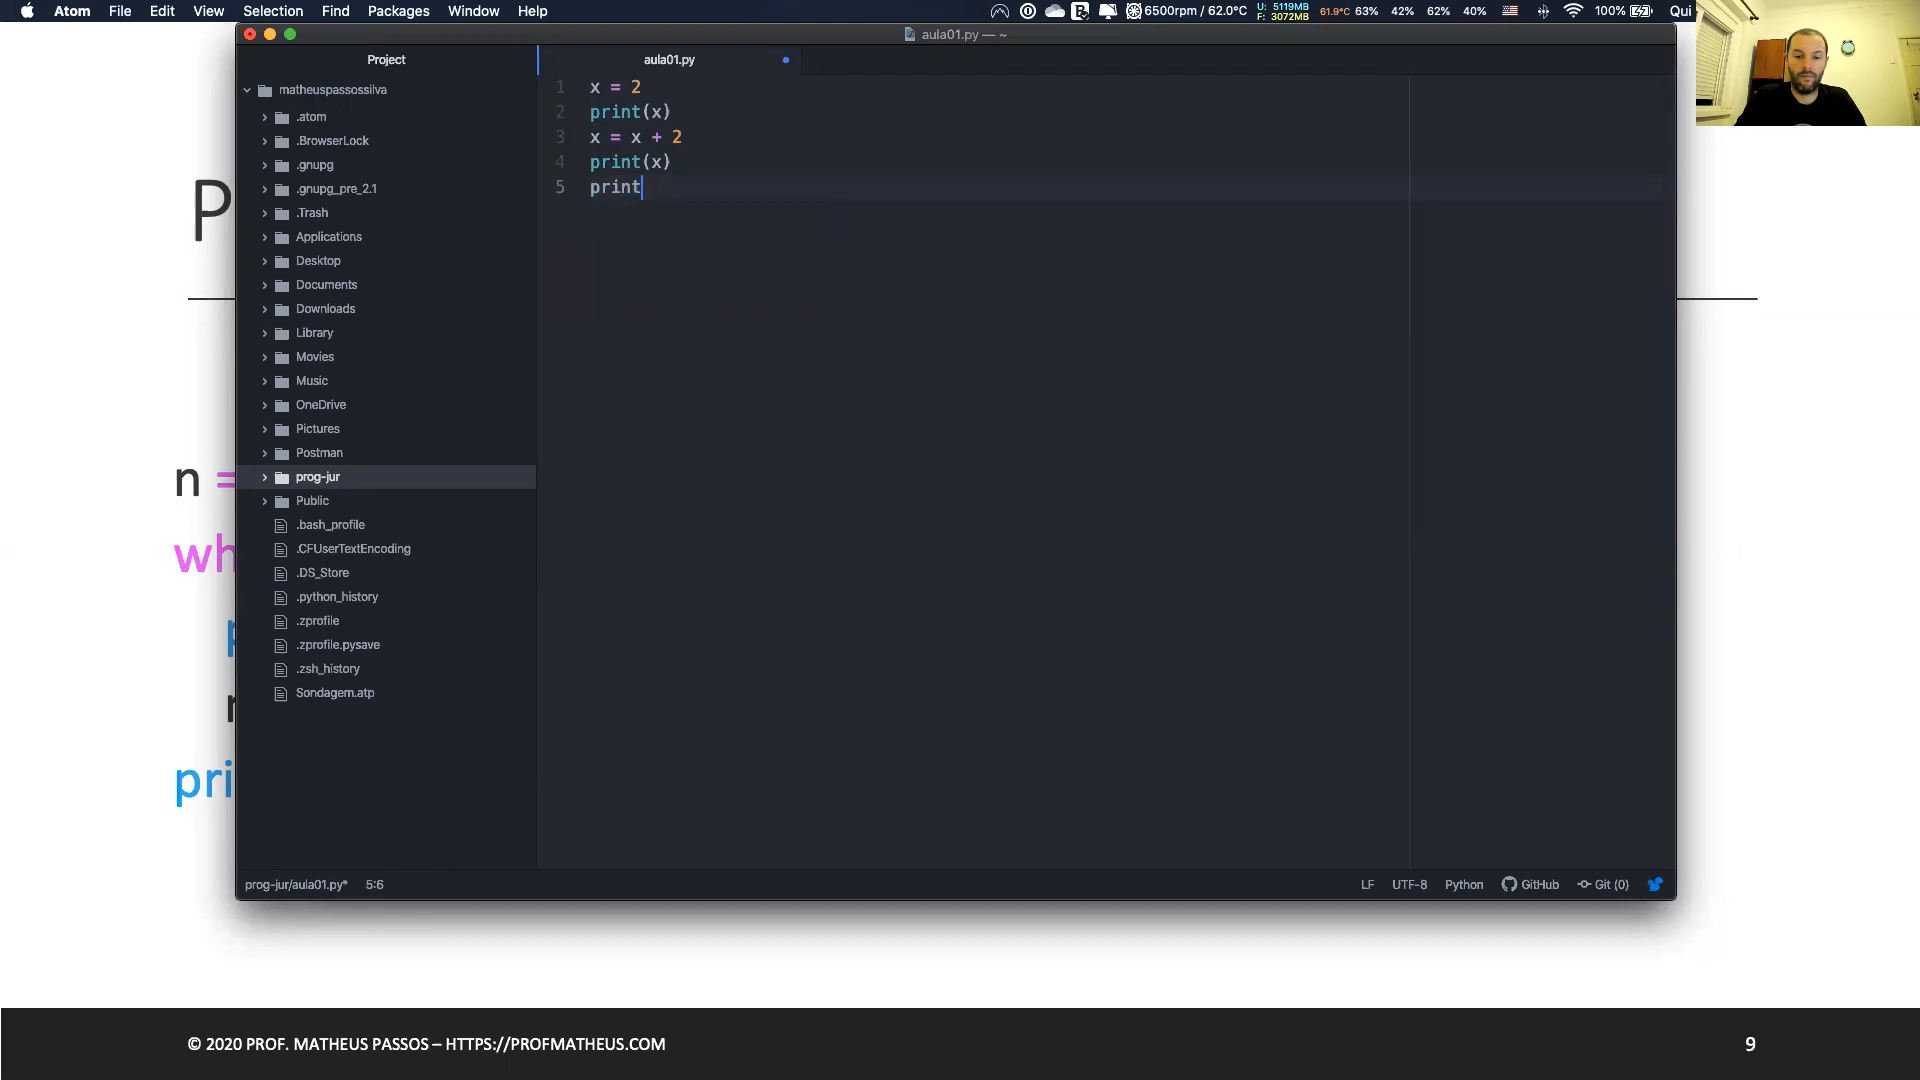 Atom File Edit View Selection Find Packages Window Help
6500rpm / 62.0°C U: 5119MB F: 3072MB 61.9°C 63% 42% 62% 40% 100% Qui
aula01.py — ~
Project
aula01.py
matheuspassossilva
.atom
.BrowserLock
.gnupg
.gnupg_pre_2.1
.Trash
Applications
Desktop
Documents
Downloads
Library
Movies
Music
OneDrive
Pictures
Postman
prog-jur
Public
.bash_profile
.CFUserTextEncoding
.DS_Store
.python_history
.zprofile
.zprofile.pysave
.zsh_history
Sondagem.atp
1 x = 2
2 print(x)
3 x = x + 2
4 print(x)
5 print
prog-jur/aula01.py* 5:6
LF UTF-8 Python GitHub Git (0)
P
n =
wh
pri
© 2020 PROF. MATHEUS PASSOS – HTTPS://PROFMATHEUS.COM
9